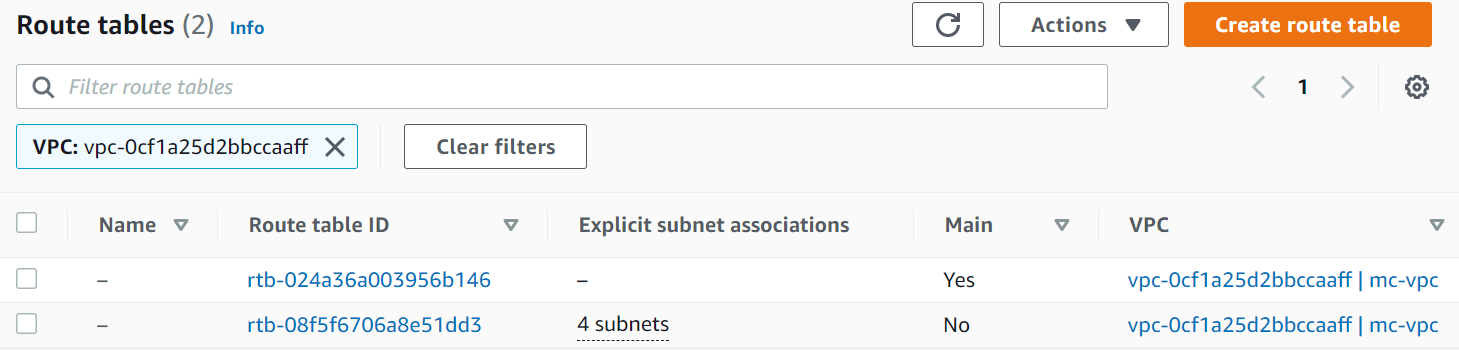 Route tables (2) Info Actions Create route table
Filter route tables 1
VPC: vpc-0cf1a25d2bbccaaff Clear filters
Name Route table ID Explicit subnet associations Main VPC
– rtb-024a36a003956b146 – Yes vpc-0cf1a25d2bbccaaff | mc-vpc
– rtb-08f5f6706a8e51dd3 4 subnets No vpc-0cf1a25d2bbccaaff | mc-vpc